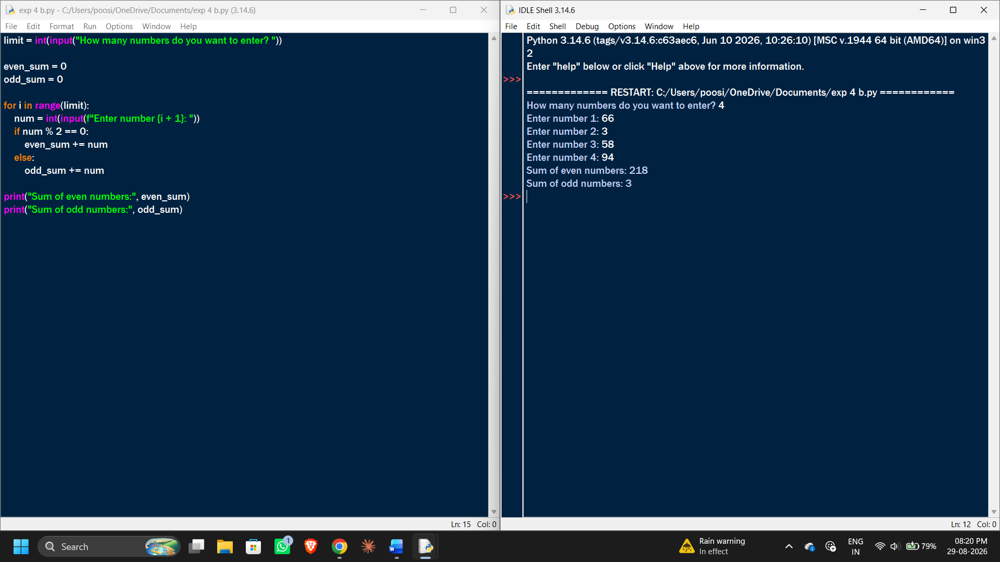 exp 4 b.py - C:/Users/poosi/OneDrive/Documents/exp 4 b.py (3.14.6)
File Edit Format Run Options Window Help
limit = int(input("How many numbers do you want to enter? "))

even_sum = 0
odd_sum = 0

for i in range(limit):
    num = int(input(f"Enter number {i + 1}: "))
    if num % 2 == 0:
        even_sum += num
    else:
        odd_sum += num

print("Sum of even numbers:", even_sum)
print("Sum of odd numbers:", odd_sum)
Ln: 15 Col: 0
IDLE Shell 3.14.6
File Edit Shell Debug Options Window Help
Python 3.14.6 (tags/v3.14.6:c63aec6, Jun 10 2026, 10:26:10) [MSC v.1944 64 bit (AMD64)] on win3
2
Enter "help" below or click "Help" above for more information.
>>>
============= RESTART: C:/Users/poosi/OneDrive/Documents/exp 4 b.py ============
How many numbers do you want to enter? 4
Enter number 1: 66
Enter number 2: 3
Enter number 3: 58
Enter number 4: 94
Sum of even numbers: 218
Sum of odd numbers: 3
>>>
Ln: 12 Col: 0
Search
1
W
Rain warning
In effect
ENG
IN
79%
08:20 PM
29-08-2026